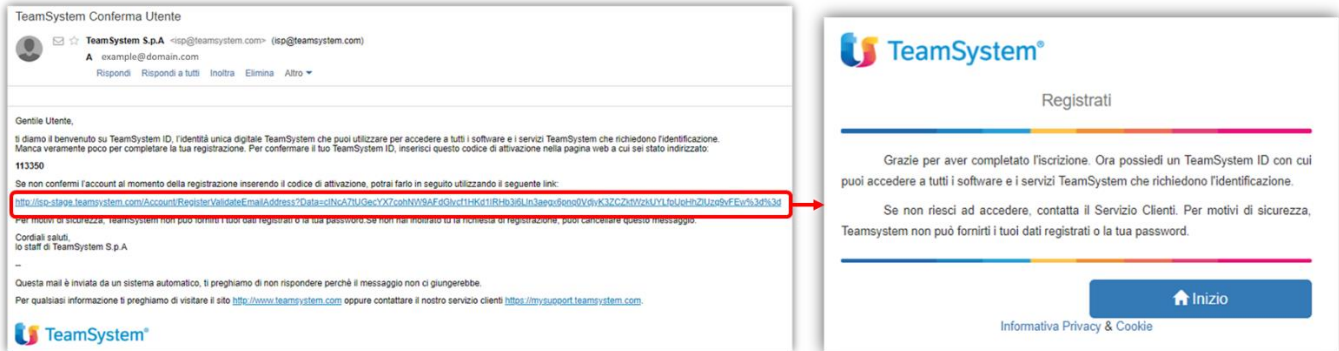 TeamSystem Conferma Utente
TeamSystem S.p.A <isp@teamsystem.com> (isp@teamsystem.com)
A example@domain.com
Rispondi Rispondi a tutti Inoltra Elimina Altro
Gentile Utente,
ti diamo il benvenuto su TeamSystem ID, l'identità unica digitale TeamSystem che puoi utilizzare per accedere a tutti i software e i servizi TeamSystem che richiedono l'identificazione.
Manca veramente poco per completare la tua registrazione. Per confermare il tuo TeamSystem ID, inserisci questo codice di attivazione nella pagina web a cui sei stato indirizzato:
113350
Se non confermi l'account al momento della registrazione inserendo il codice di attivazione, potrai farlo in seguito utilizzando il seguente link:
Per motivi di sicurezza, TeamSystem non può fornirti i tuoi dati registrati o la tua password.Se non hai inoltrato tu la richiesta di registrazione, puoi cancellare questo messaggio.
Cordiali saluti,
lo staff di TeamSystem S.p.A
--
Questa mail è inviata da un sistema automatico, ti preghiamo di non rispondere perchè il messaggio non ci giungerebbe.
Per qualsiasi informazione ti preghiamo di visitare il sito http://www.teamsystem.com oppure contattare il nostro servizio clienti https://mysupport.teamsystem.com.
TeamSystem®
TeamSystem®
Registrati
Grazie per aver completato l'iscrizione. Ora possiedi un TeamSystem ID con cui
puoi accedere a tutti i software e i servizi TeamSystem che richiedono l'identificazione.
Se non riesci ad accedere, contatta il Servizio Clienti. Per motivi di sicurezza,
Teamsystem non può fornirti i tuoi dati registrati o la tua password.
Inizio
Informativa Privacy & Cookie